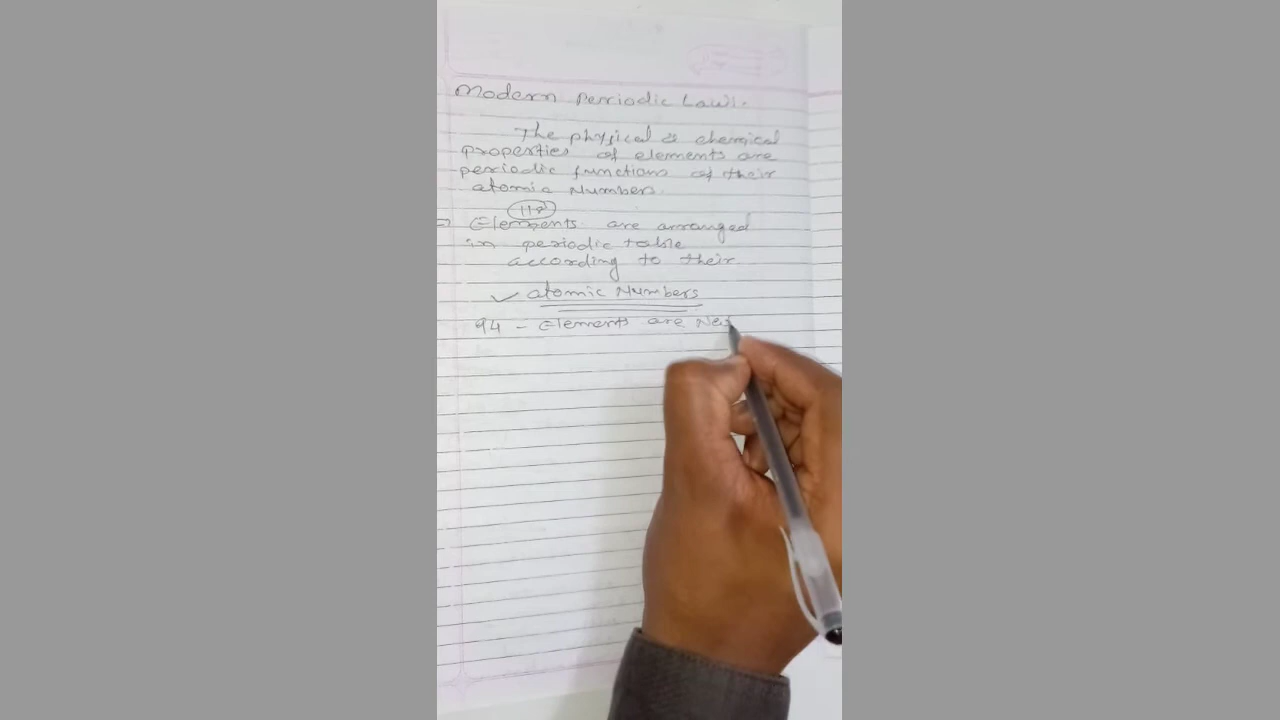 Modern Periodic Law:-
The physical & chemical
properties of elements are
periodic functions of their
atomic Numbers.
118
⇒ Elements are arranged
in periodic table
according to their
✓ atomic Numbers
94 - Elements are